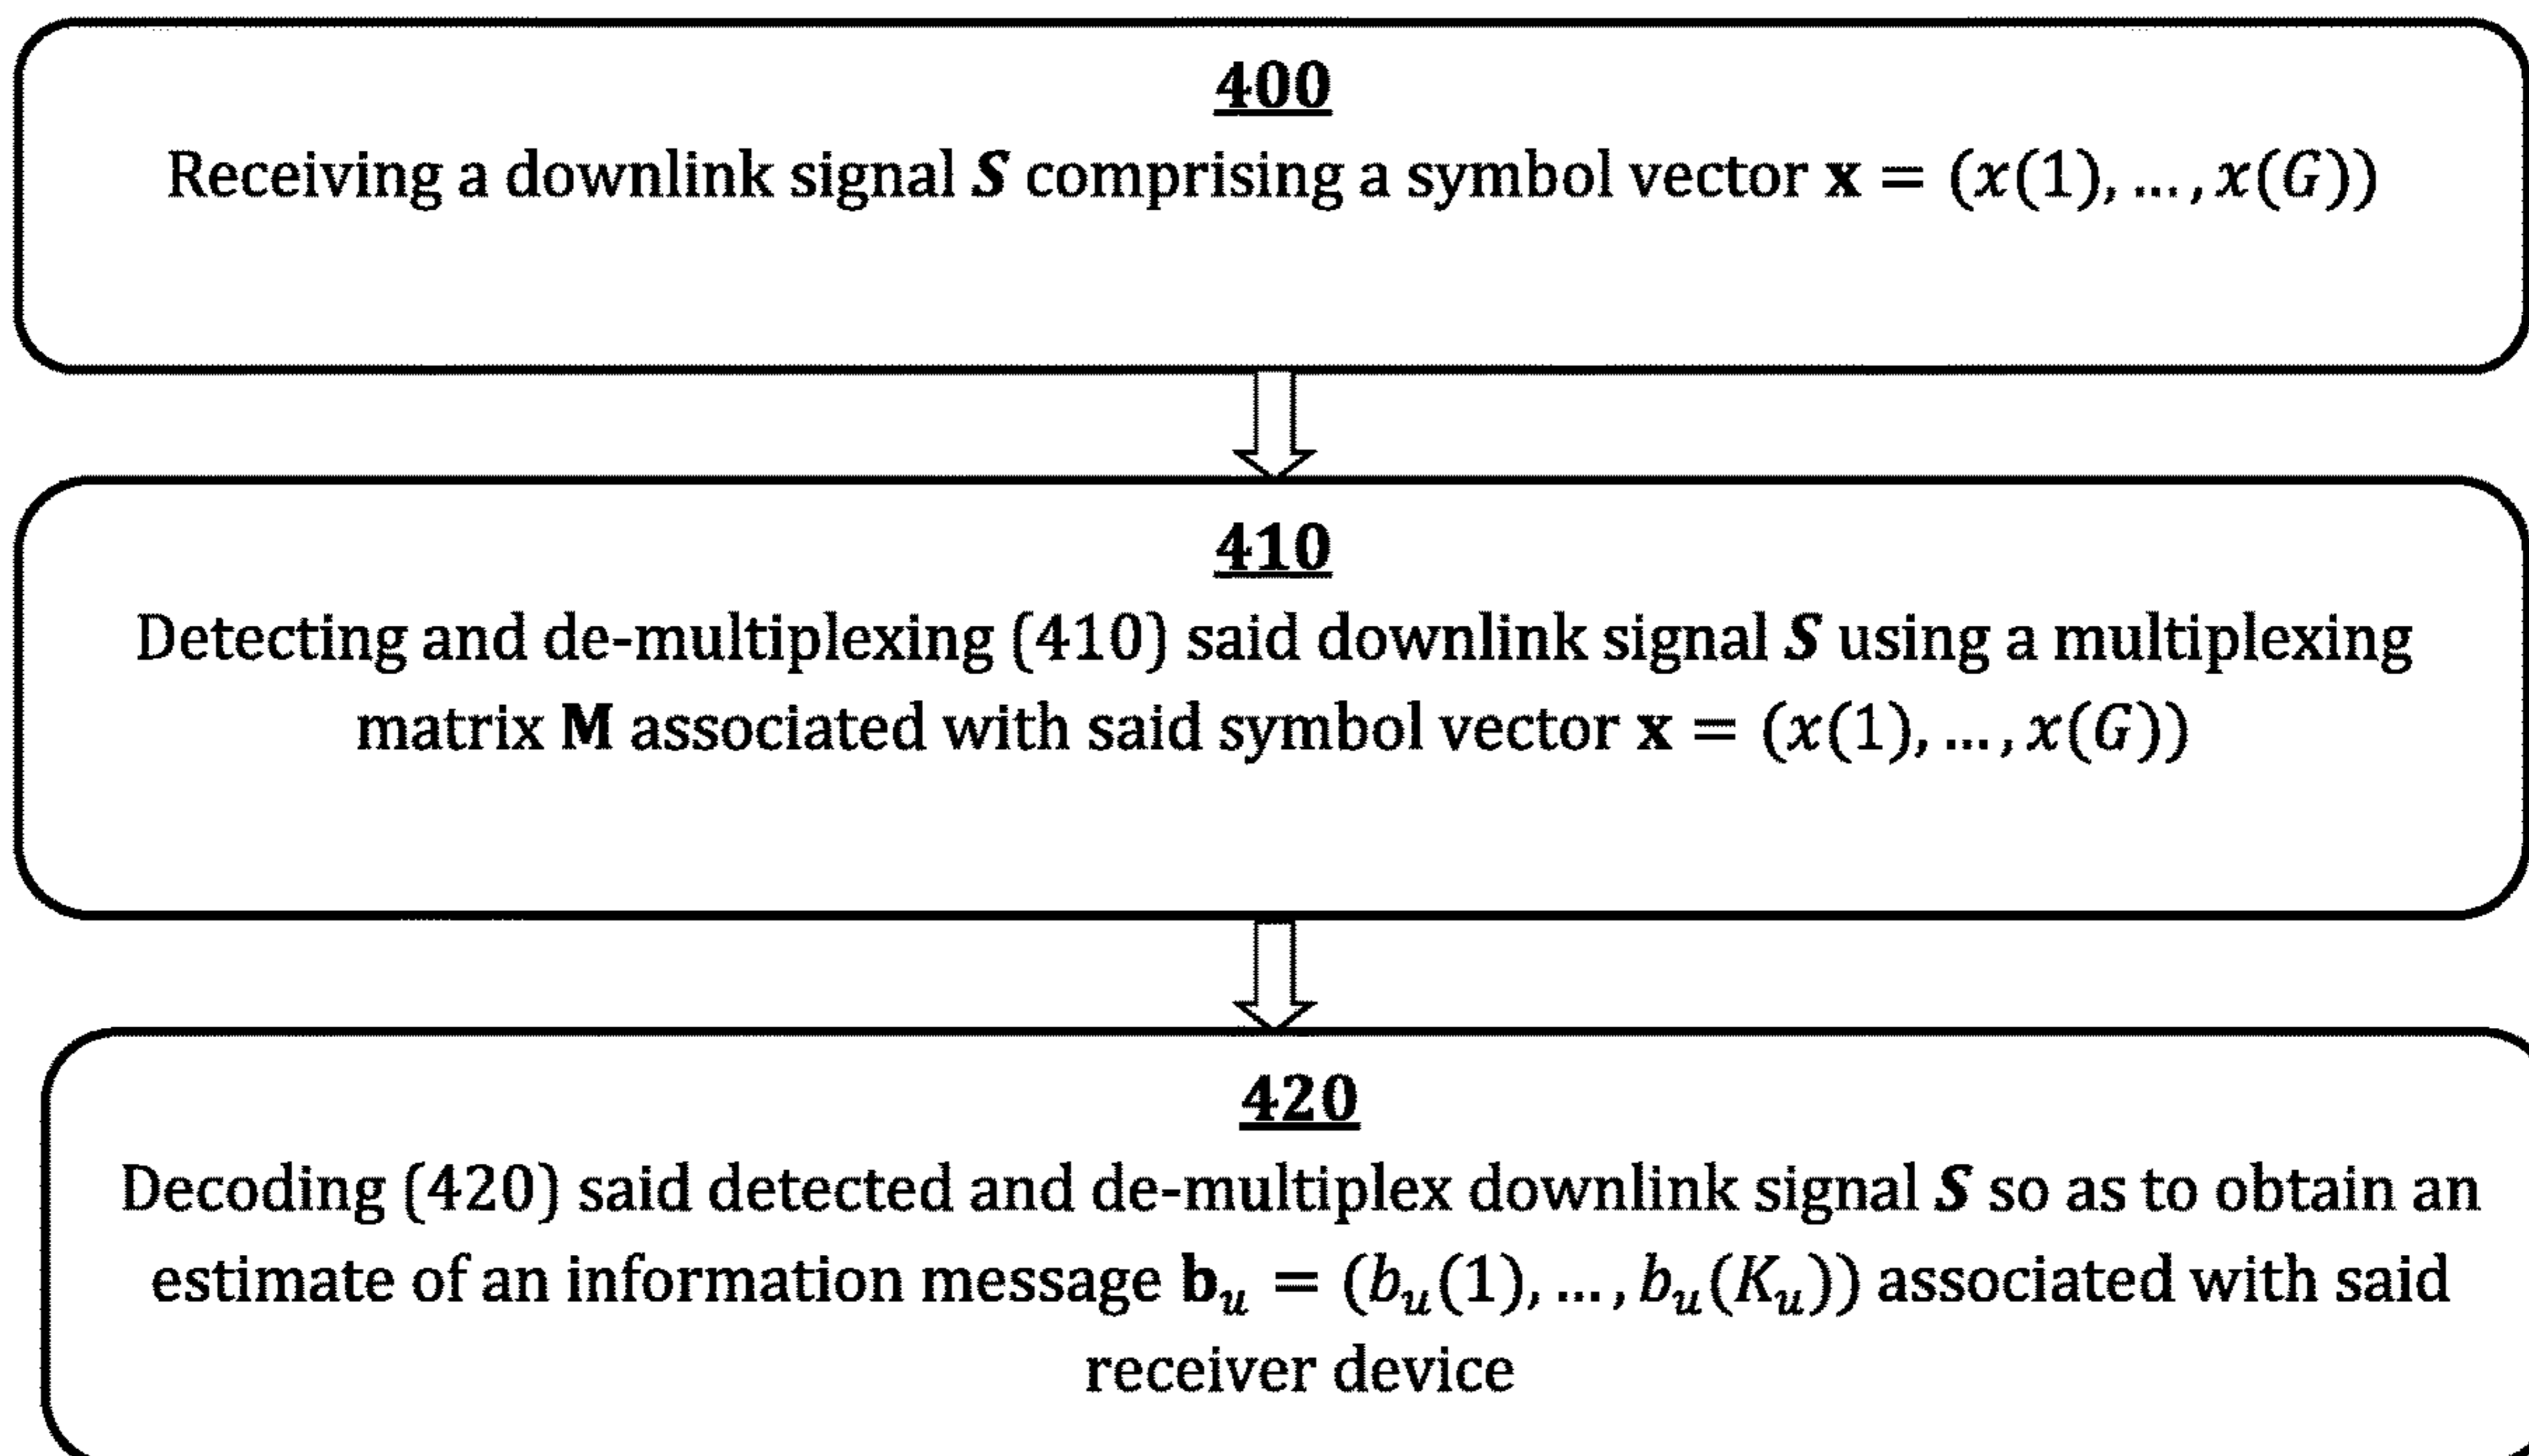 400
Receiving a downlink signal S comprising a symbol vector x = (x(1), ... , x(G))
410
Detecting and de-multiplexing (410) said downlink signal S using a multiplexing
matrix M associated with said symbol vector x = (x(1), ... , x(G))
420
Decoding (420) said detected and de-multiplex downlink signal S so as to obtain an
estimate of an information message b_u = (b_u(1), ... , b_u(K_u)) associated with said
receiver device